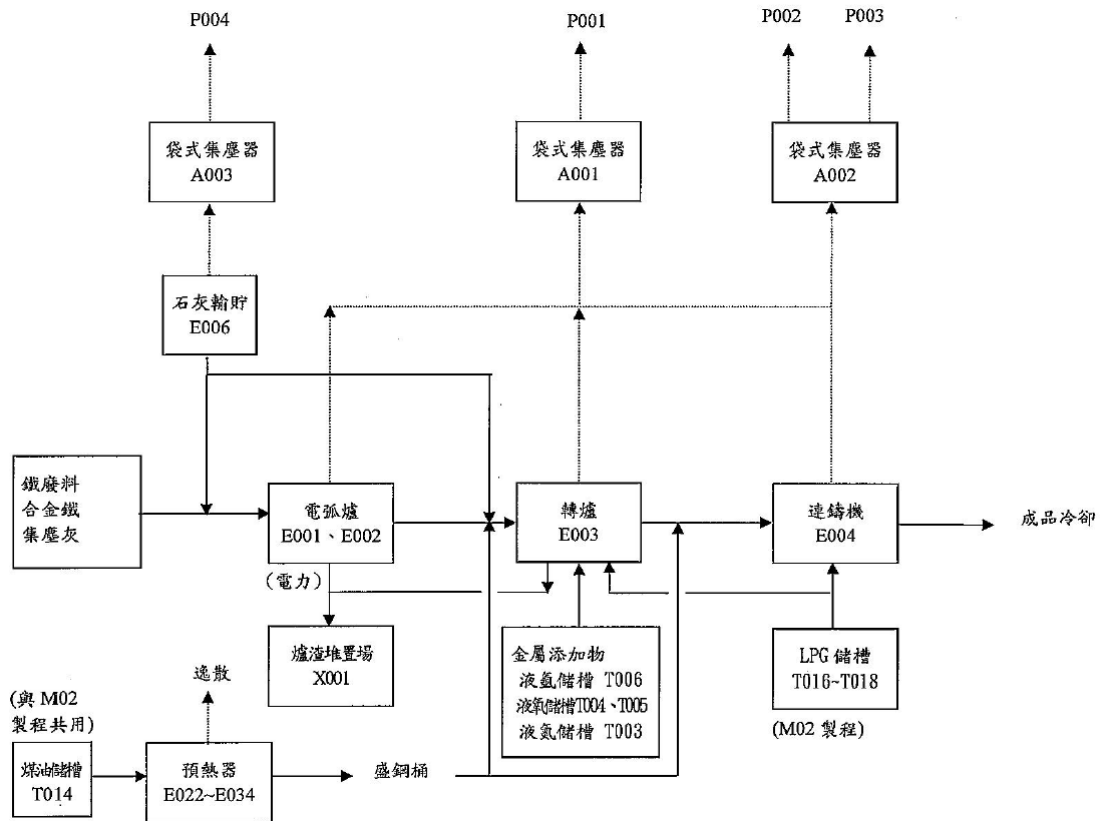 P004
P001
P002
P003
袋式集塵器
A003
袋式集塵器
A001
袋式集塵器
A002
石灰輸貯
E006
鐵廢料
合金鐵
集塵灰
電弧爐
E001、E002
(電力)
轉爐
E003
連鑄機
E004
成品冷卻
爐渣堆置場
X001
金屬添加物
液氬儲槽 T006
液氧儲槽T004、T005
液氮儲槽 T003
LPG 儲槽
T016~T018
(M02 製程)
逸散
(與 M02
製程共用)
煤油儲槽
T014
預熱器
E022~E034
盛鋼桶